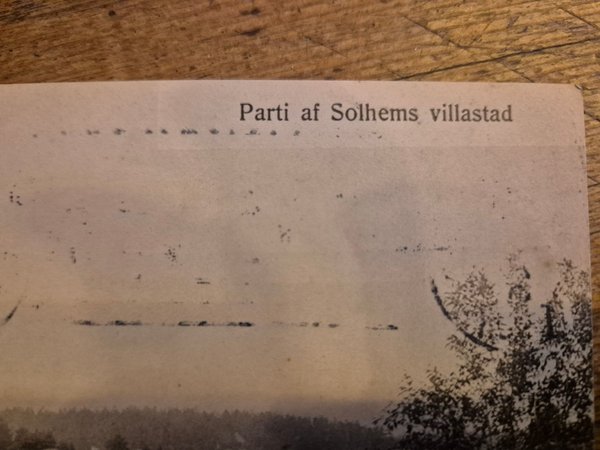 Parti af Solhems villastad